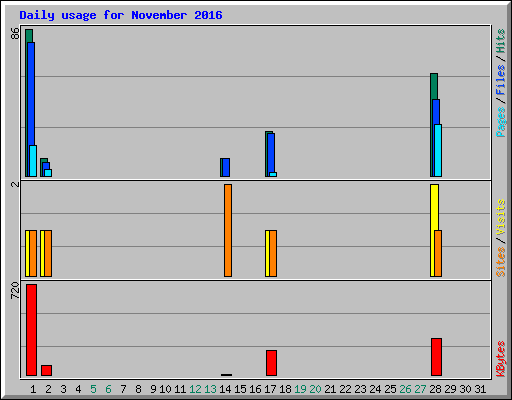 Daily usage for November 2016
86
2
720
Pages / Files / Hits
Sites / Visits
KBytes
1 2 3 4 5 6 7 8 9 10 11 12 13 14 15 16 17 18 19 20 21 22 23 24 25 26 27 28 29 30 31